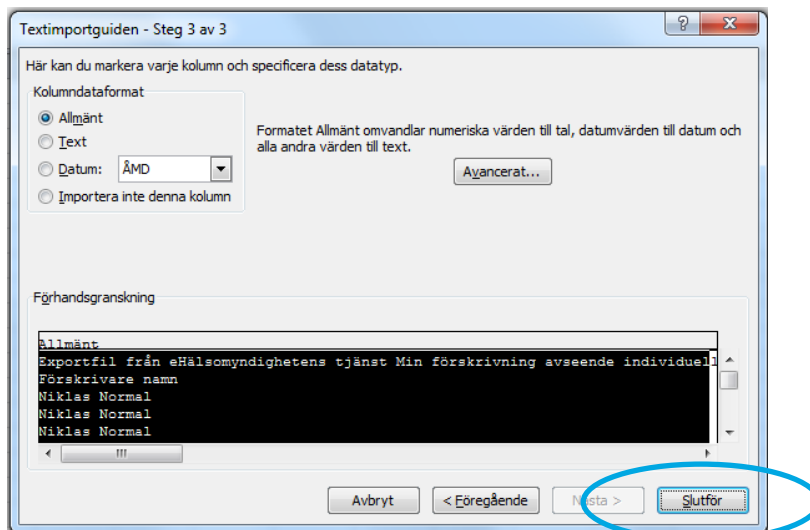 Textimportguiden - Steg 3 av 3
Här kan du markera varje kolumn och specificera dess datatyp.
Kolumndataformat
Allmänt
Text
Datum: ÅMD
Importera inte denna kolumn
Formatet Allmänt omvandlar numeriska värden till tal, datumvärden till datum och
alla andra värden till text.
Avancerat...
Förhandsgranskning
Allmänt
Exportfil från eHälsomyndighetens tjänst Min förskrivning avseende individuell
Förskrivare namn
Niklas Normal
Niklas Normal
Niklas Normal
Avbryt < Föregående Nästa > Slutför